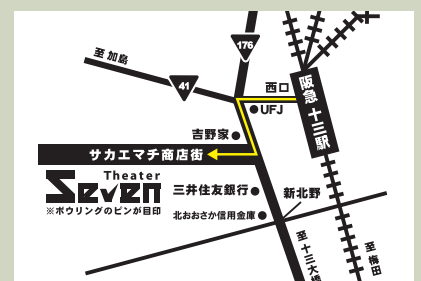 至加島
176
41
西口
阪急 十三駅
UFJ
吉野家
サカエマチ商店街
Theater
Seven
※ボウリングのピンが目印
三井住友銀行
新北野
北おおさか信用金庫
至十三大橋
至梅田